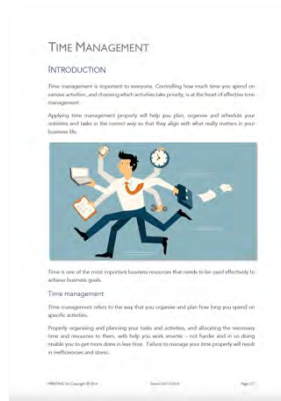 TIME MANAGEMENT
INTRODUCTION
Time management is important to everyone. Controlling how much time you spend on
various activities, and choosing which activities take priority, is at the heart of effective time
management.
Applying time management properly will help you plan, organise and schedule your
activities and tasks in the correct way so that they align with what really matters in your
business life.
Time is one of the most important business resources that needs to be used effectively to
achieve business goals.
Time management
Time management refers to the way that you organise and plan how long you spend on
specific activities.
Properly organising and planning your tasks and activities, and allocating the necessary
time and resources to them, will help you work smarter – not harder and in so doing
enable you to get more done in less time. Failure to manage your time properly will result
in inefficiencies and stress.